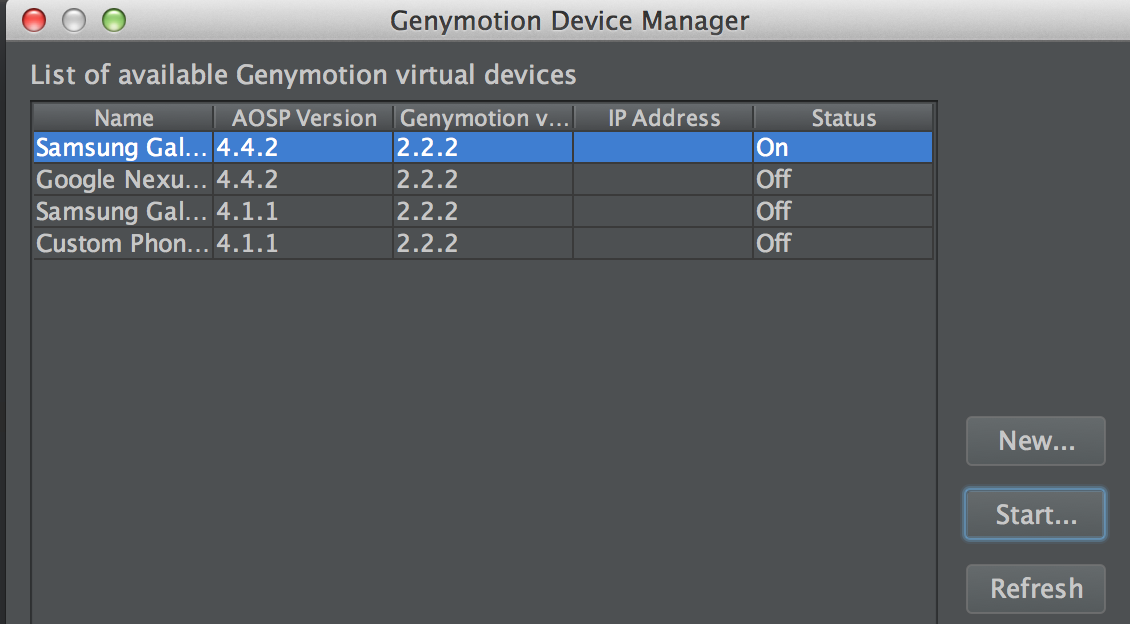 Genymotion Device Manager
List of available Genymotion virtual devices
Name AOSP Version Genymotion v... IP Address Status
Samsung Gal... 4.4.2 2.2.2 On
Google Nexu... 4.4.2 2.2.2 Off
Samsung Gal... 4.1.1 2.2.2 Off
Custom Phon... 4.1.1 2.2.2 Off
New...
Start...
Refresh